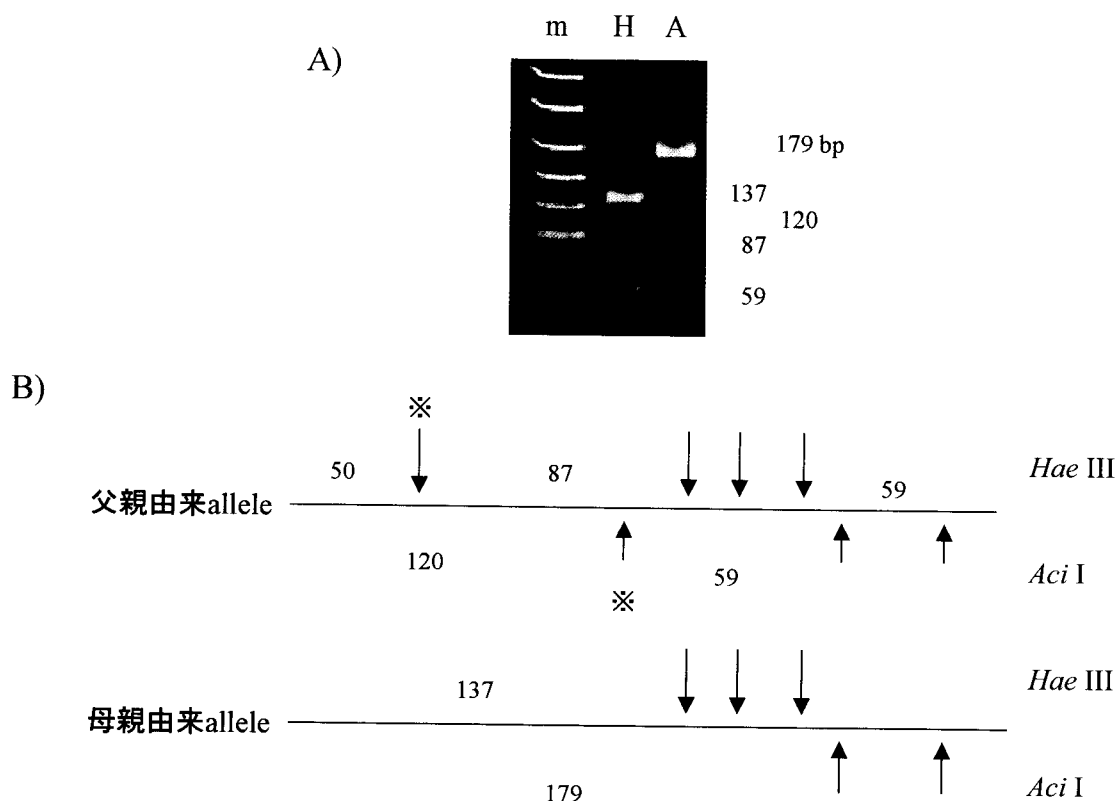 A)
m H A
179 bp
137
120
87
59
B)
※
50 87 59 Hae III
父親由来allele
120 59 Aci I
※
137 Hae III
母親由来allele
179 Aci I